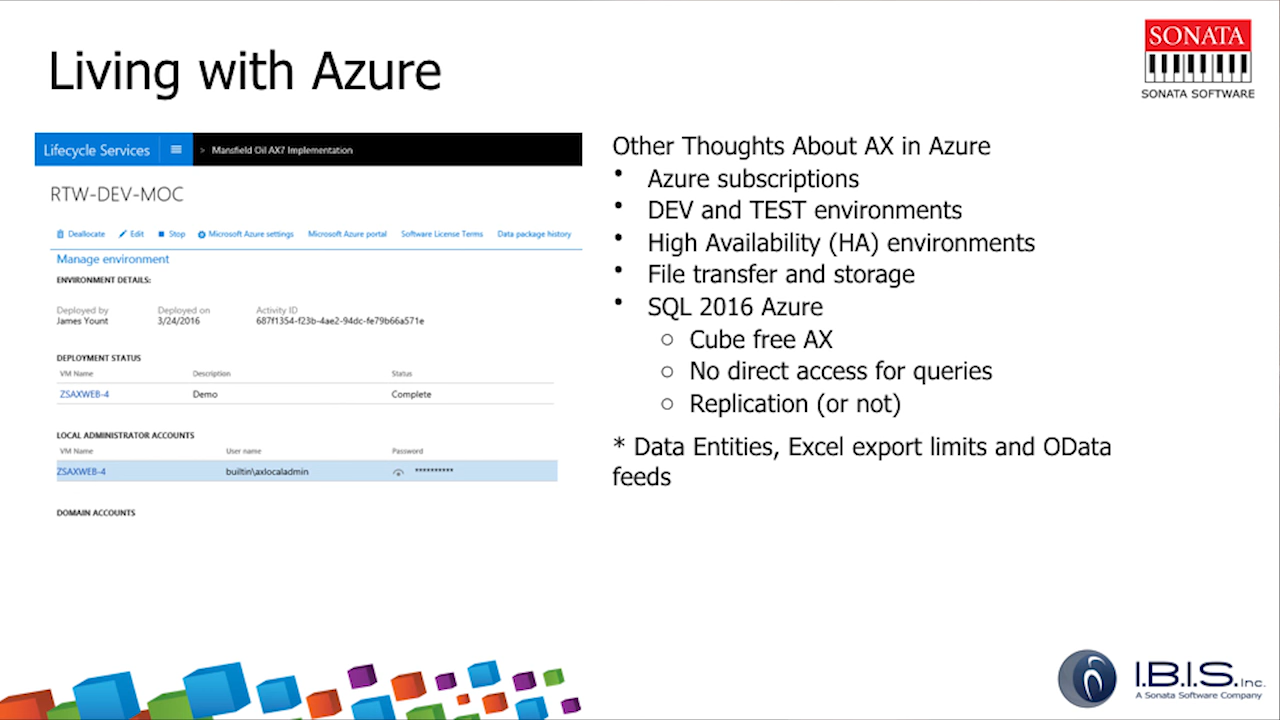 Living with Azure
SONATA
SONATA SOFTWARE
Lifecycle Services
> Mansfield Oil AX7 Implementation
RTW-DEV-MOC
Deallocate Edit Stop Microsoft Azure settings Microsoft Azure portal Software License Terms Data package history
Manage environment
ENVIRONMENT DETAILS:
Deployed by Deployed on Activity ID
James Yount 3/24/2016 687f1354-f23b-4ae2-94dc-fe79b66a571e
DEPLOYMENT STATUS
VM Name Description Status
ZSAXWEB-4 Demo Complete
LOCAL ADMINISTRATOR ACCOUNTS
VM Name User name Password
ZSAXWEB-4 builtin\axlocaladmin **********
DOMAIN ACCOUNTS
Other Thoughts About AX in Azure
• Azure subscriptions
• DEV and TEST environments
• High Availability (HA) environments
• File transfer and storage
• SQL 2016 Azure
○ Cube free AX
○ No direct access for queries
○ Replication (or not)
* Data Entities, Excel export limits and OData
feeds
I.B.I.S. Inc.
A Sonata Software Company